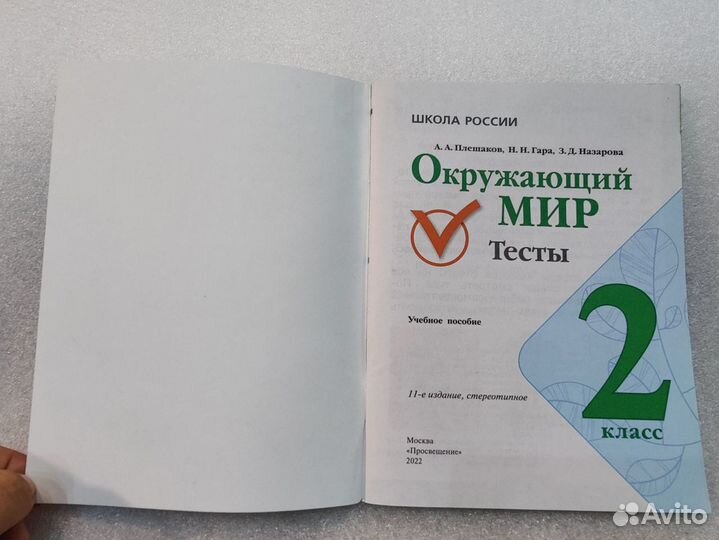 ШКОЛА РОССИИ
А. А. Плешаков, Н. Н. Гара, З. Д. Назарова
Окружающий
МИР
Тесты
Учебное пособие
2
11-е издание, стереотипное
класс
Москва
«Просвещение»
2022
Avito